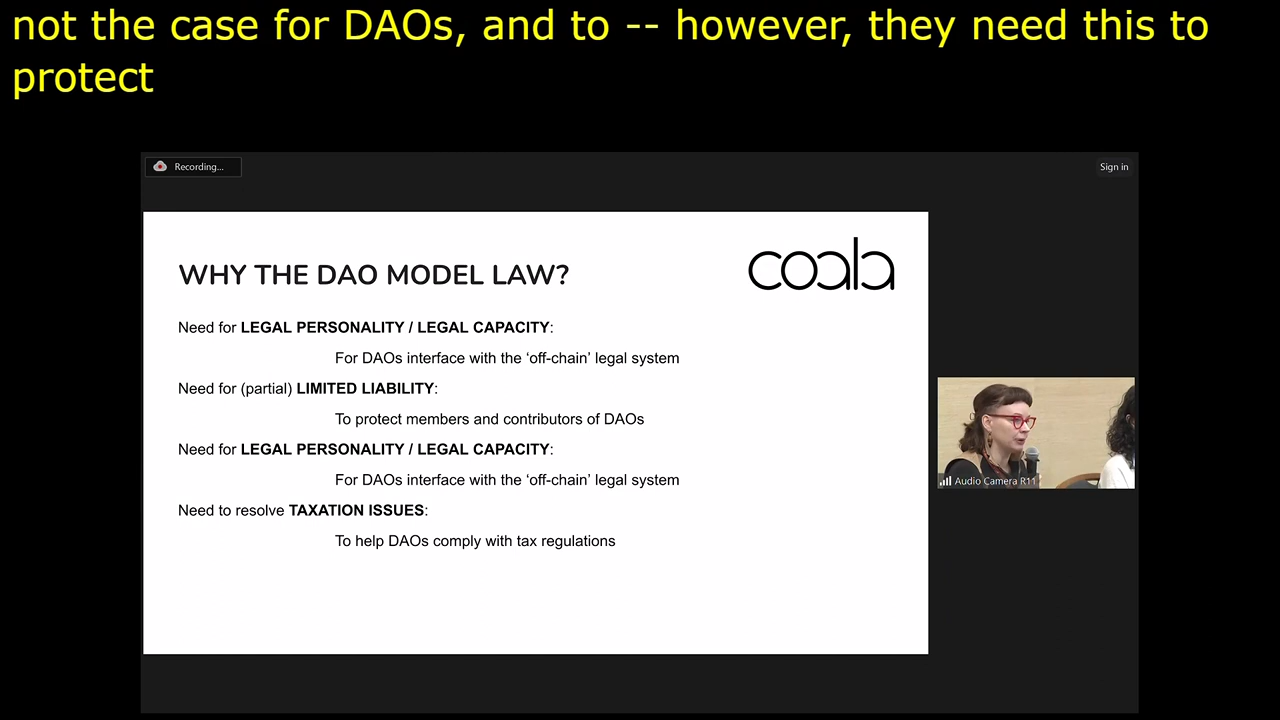 not the case for DAOs, and to -- however, they need this to
protect
Recording...
Sign in
coala
WHY THE DAO MODEL LAW?
Need for LEGAL PERSONALITY / LEGAL CAPACITY:
For DAOs interface with the ‘off-chain’ legal system
Need for (partial) LIMITED LIABILITY:
To protect members and contributors of DAOs
Need for LEGAL PERSONALITY / LEGAL CAPACITY:
For DAOs interface with the ‘off-chain’ legal system
Need to resolve TAXATION ISSUES:
To help DAOs comply with tax regulations
Audio Camera R11